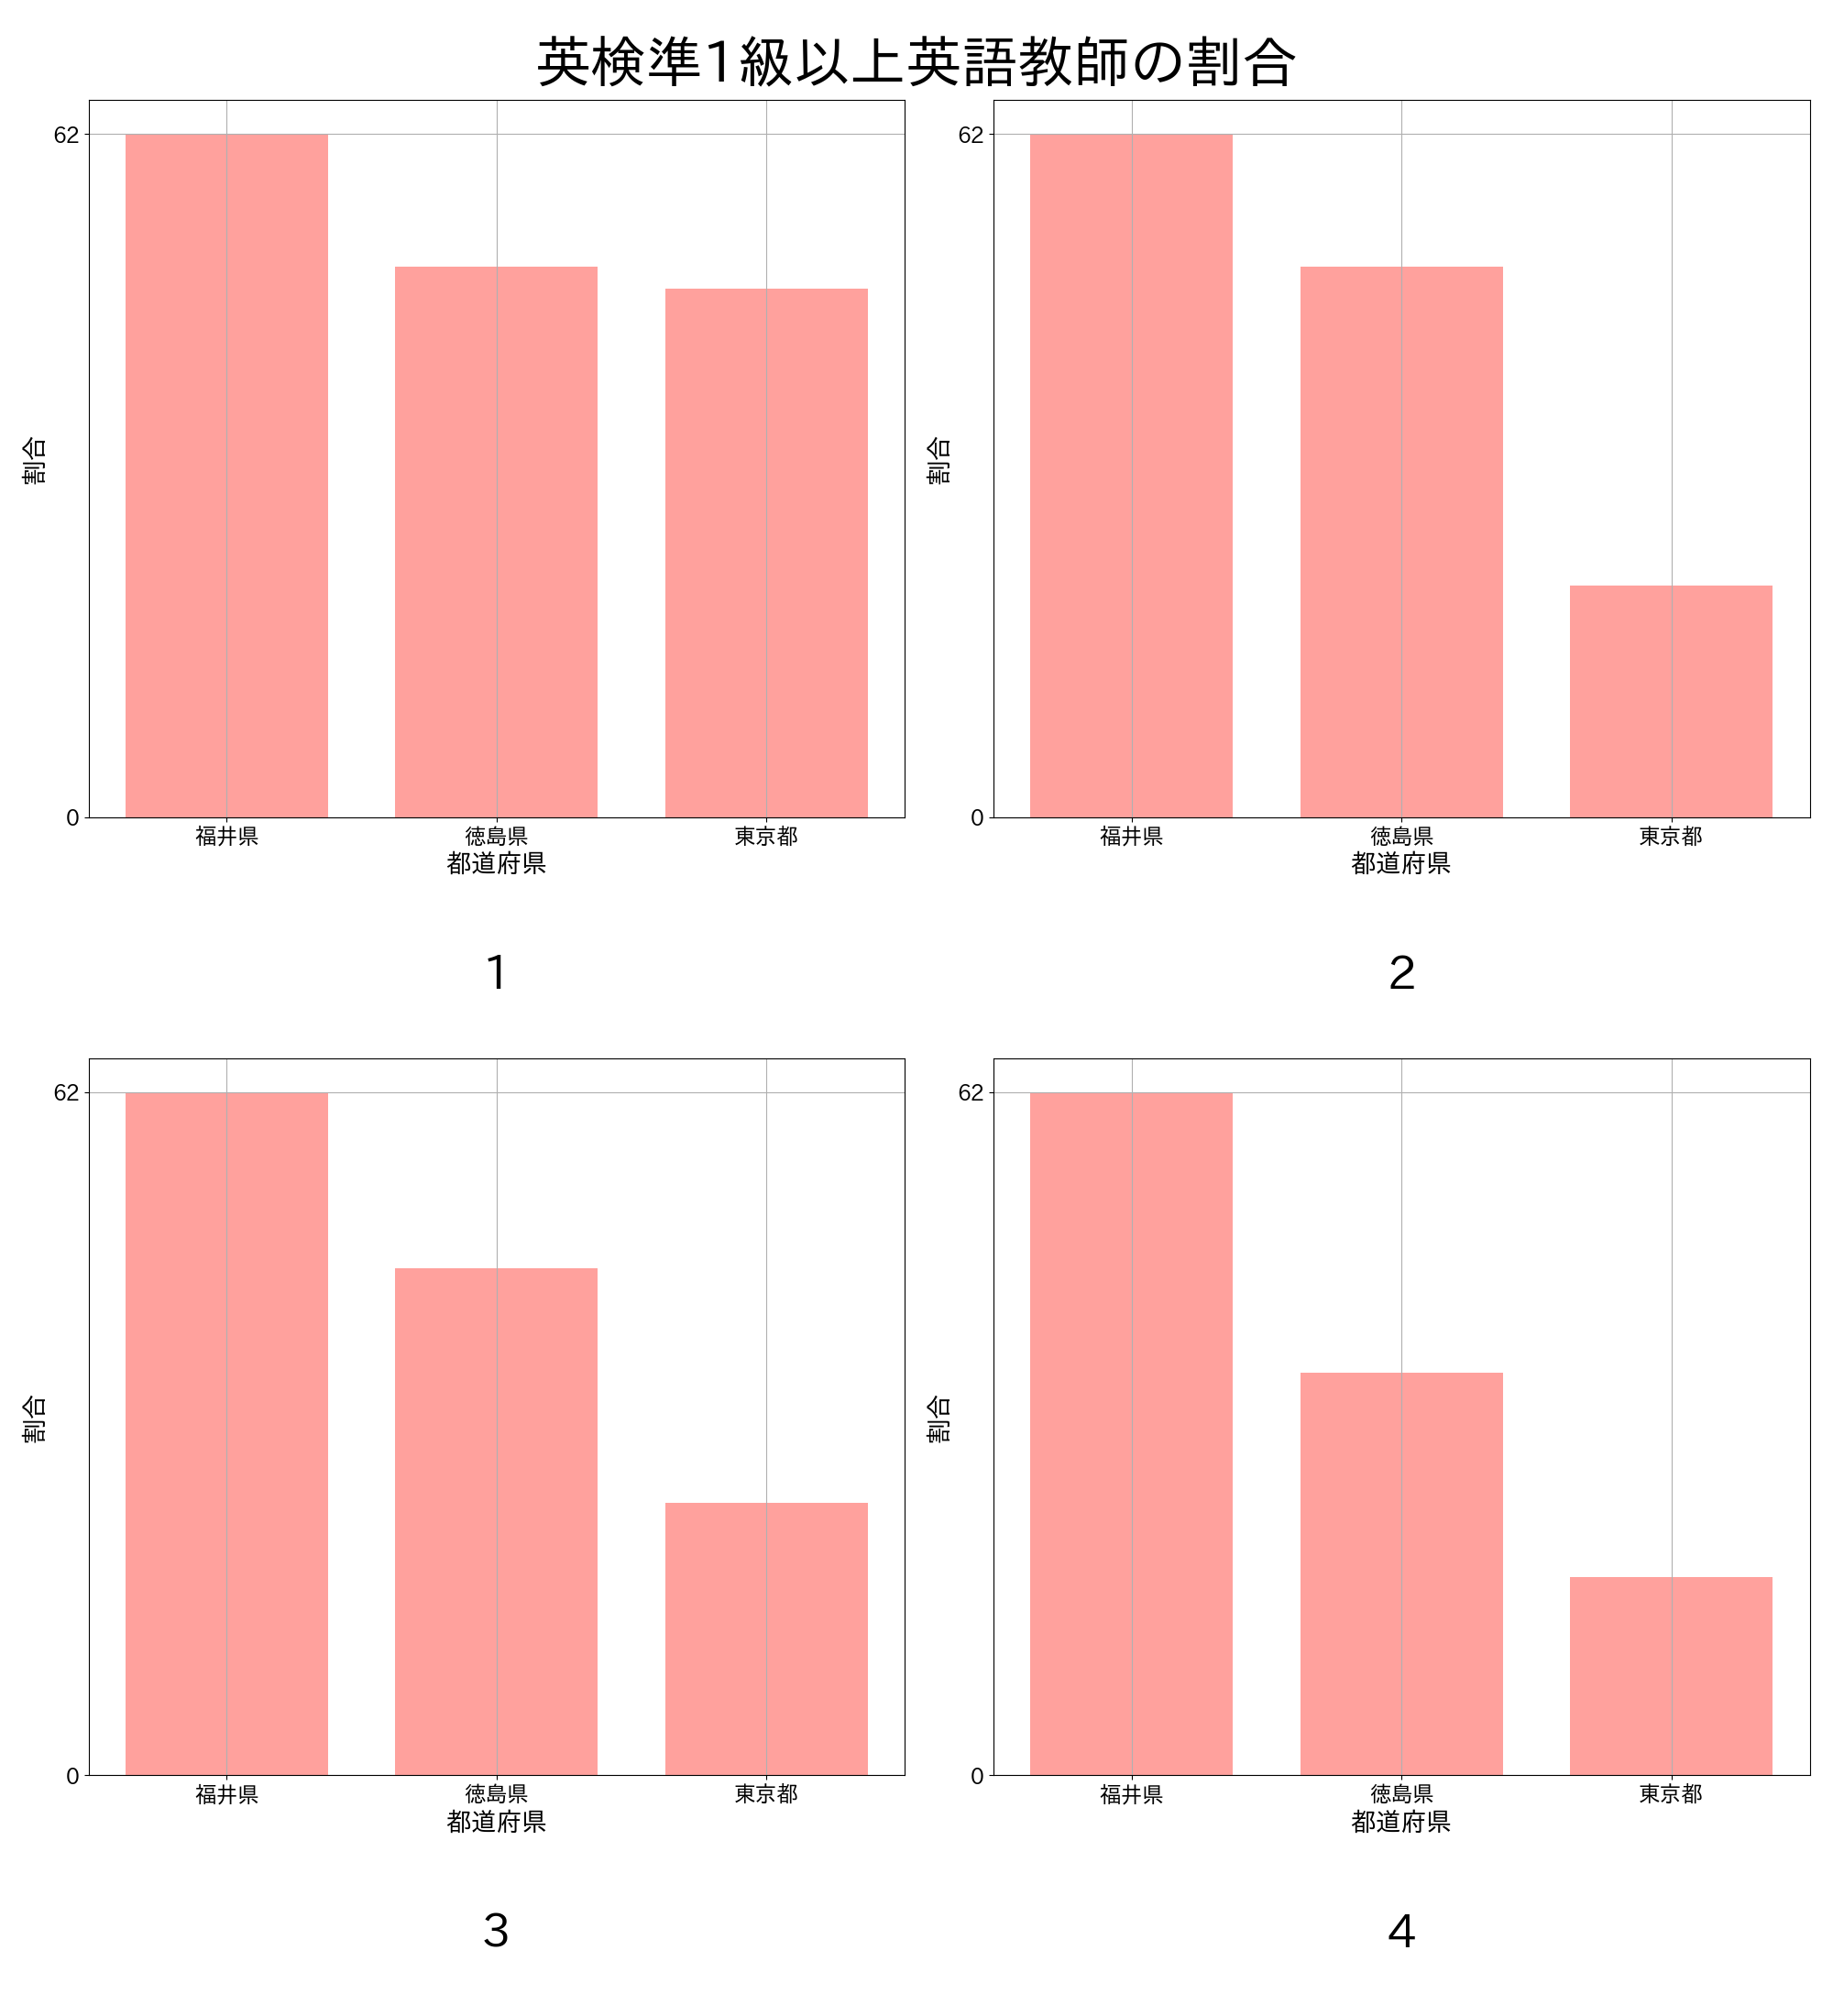 英検準1級以上英語教師の割合
62
割合
0
福井県 徳島県 東京都
都道府県
1
62
割合
0
福井県 徳島県 東京都
都道府県
2
62
割合
0
福井県 徳島県 東京都
都道府県
3
62
割合
0
福井県 徳島県 東京都
都道府県
4